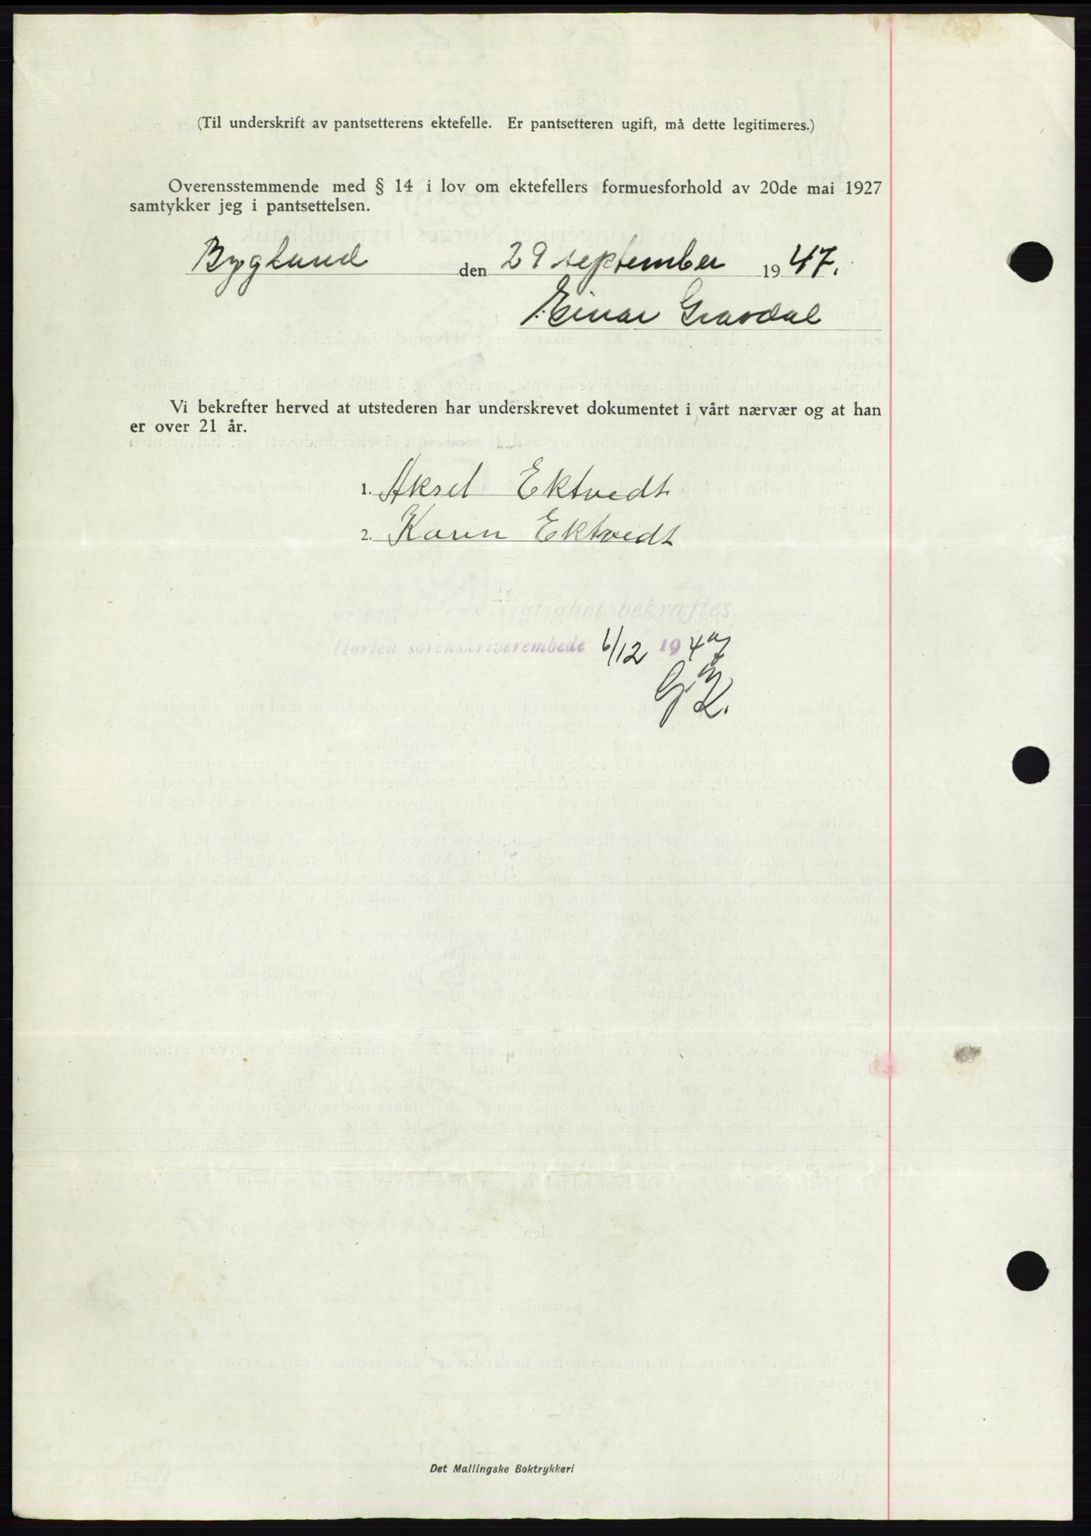 (Til underskrift av pantsetterens ektefelle. Er pantsetteren ugift, må dette legitimeres.)
Overensstemmende med § 14 i lov om ektefellers formuesforhold av 20de mai 1927
samtykker jeg i pantsettelsen.
Bygland den 29 september 1947.
Einar Gravdal
Vi bekrefter herved at utstederen har underskrevet dokumentet i vårt nærvær og at han
er over 21 år.
1. Aksel Ektvedt
2. Karen Ektvedt
rigtighet bekræftes
sorenskriverembede 6/12 1947
G.K.
Det Mallingske Boktrykkeri